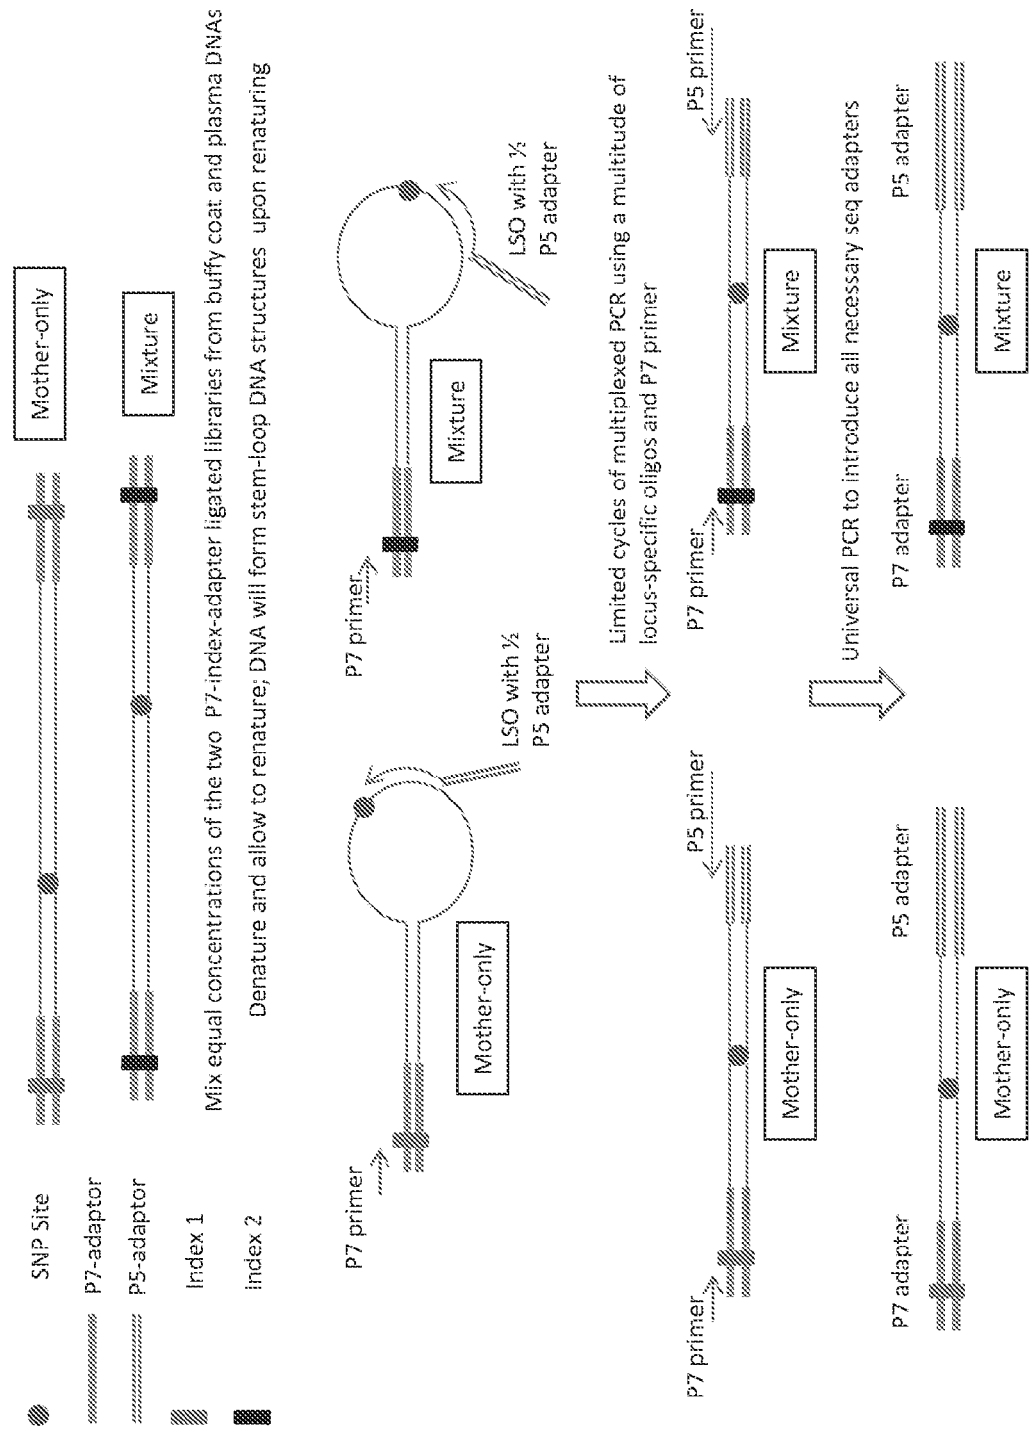 SNP Site
P7-adaptor
P5-adaptor
Index 1
index 2
Mother-only
Mixture
Mix equal concentrations of the two P7-index-adapter ligated libraries from buffy coat and plasma DNAs
Denature and allow to renature; DNA will form stem-loop DNA structures upon renaturing
P7 primer
Mother-only
LSO with ½
P5 adapter
P7 primer
Mixture
LSO with ½
P5 adapter
Limited cycles of multiplexed PCR using a multitude of
locus-specific oligos and P7 primer
P7 primer
P5 primer
Mother-only
P7 primer
P5 primer
Mixture
Universal PCR to introduce all necessary seq adapters
P7 adapter
P5 adapter
Mother-only
P7 adapter
P5 adapter
Mixture